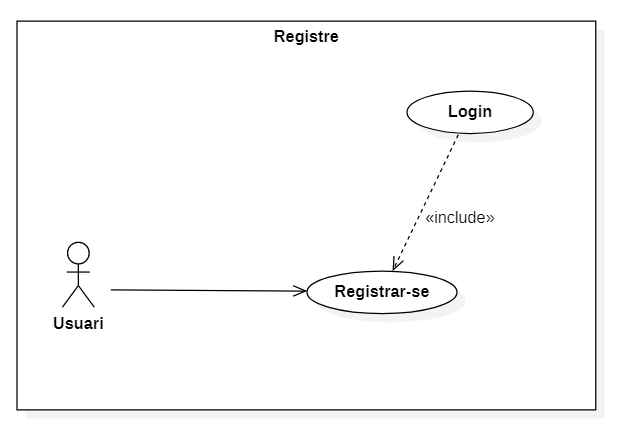 Registre
Login
«include»
Registrar-se
Usuari